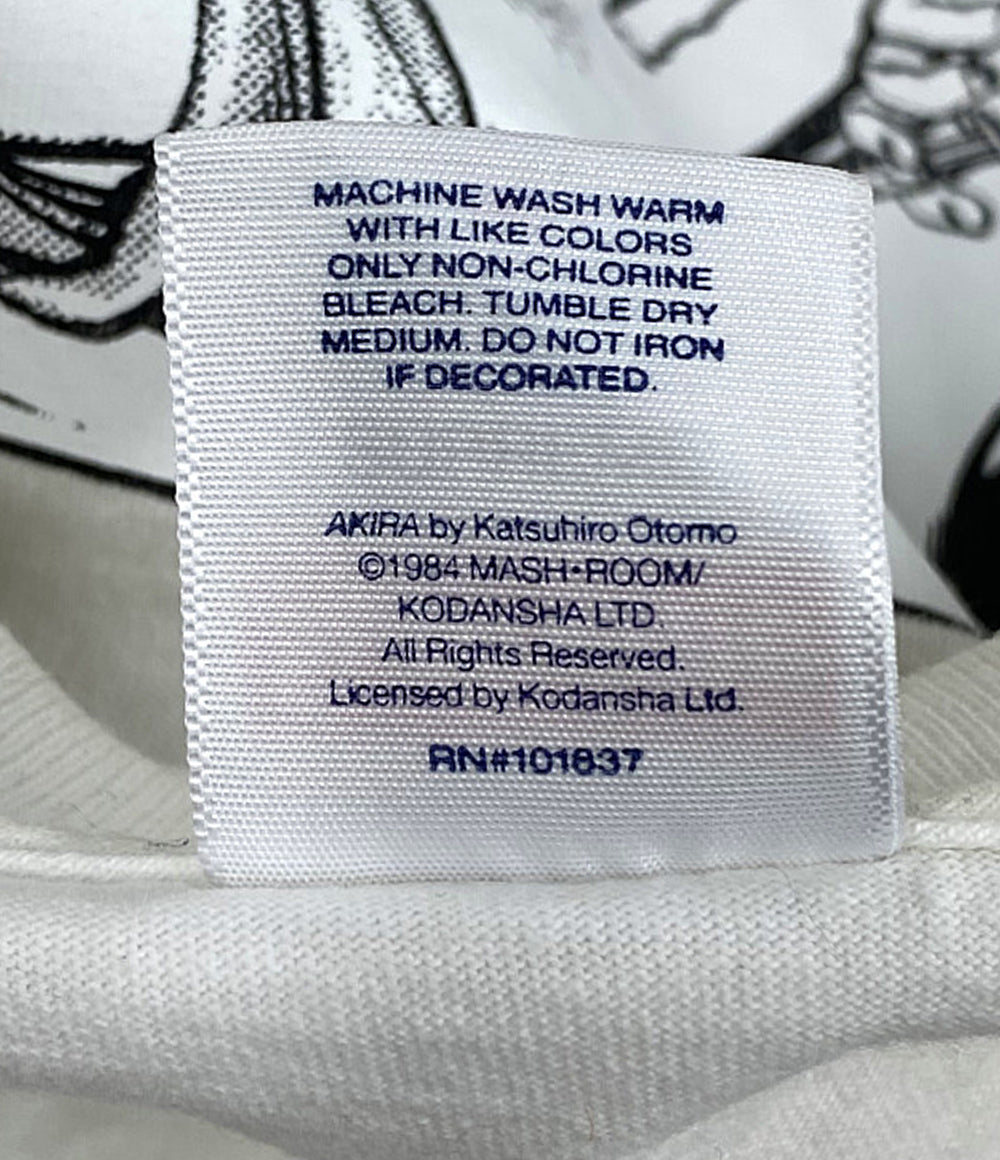 MACHINE WASH WARM
WITH LIKE COLORS
ONLY NON-CHLORINE
BLEACH. TUMBLE DRY
MEDIUM. DO NOT IRON
IF DECORATED.
AKIRA by Katsuhiro Otomo
©1984 MASH•ROOM/
KODANSHA LTD.
All Rights Reserved.
Licensed by Kodansha Ltd.
RN#101837